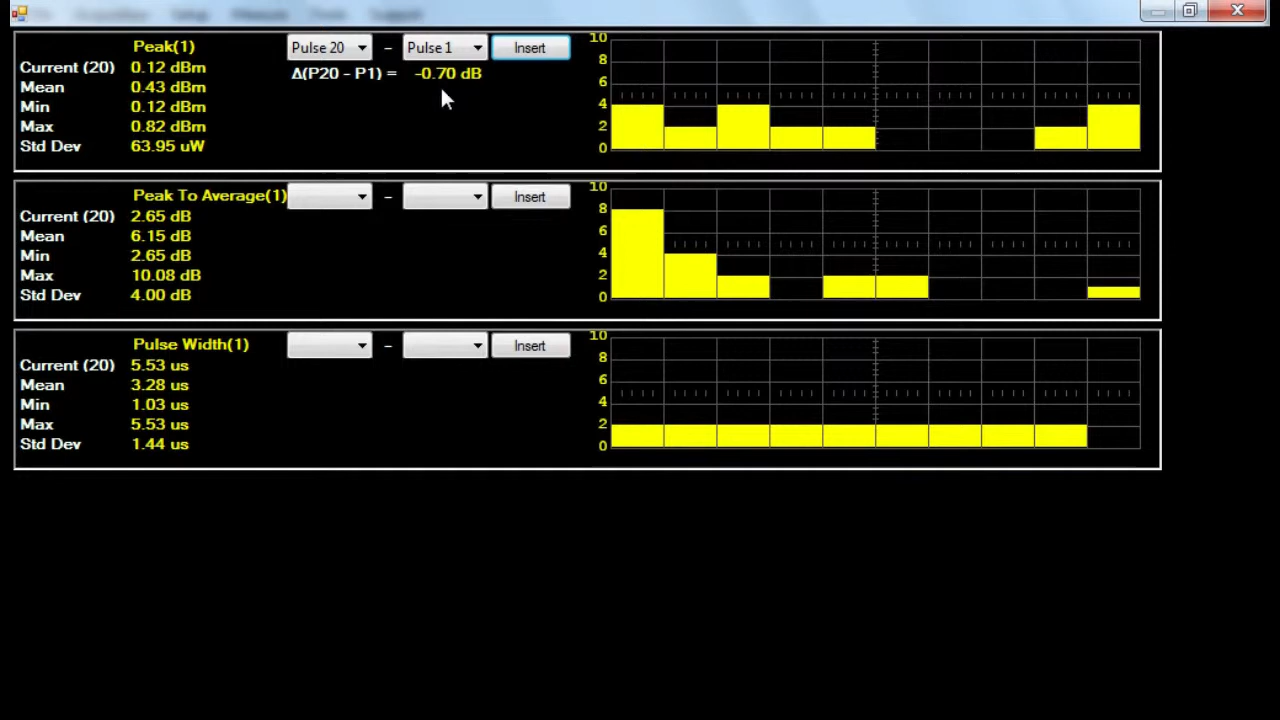 Peak(1) Pulse 20 – Pulse 1 Insert
Current (20) 0.12 dBm Δ(P20 - P1) = -0.70 dB
Mean 0.43 dBm
Min 0.12 dBm
Max 0.82 dBm
Std Dev 63.95 uW
10
8
6
4
2
0
Peak To Average(1) – Insert
Current (20) 2.65 dB
Mean 6.15 dB
Min 2.65 dB
Max 10.08 dB
Std Dev 4.00 dB
10
8
6
4
2
0
Pulse Width(1) – Insert
Current (20) 5.53 us
Mean 3.28 us
Min 1.03 us
Max 5.53 us
Std Dev 1.44 us
10
8
6
4
2
0